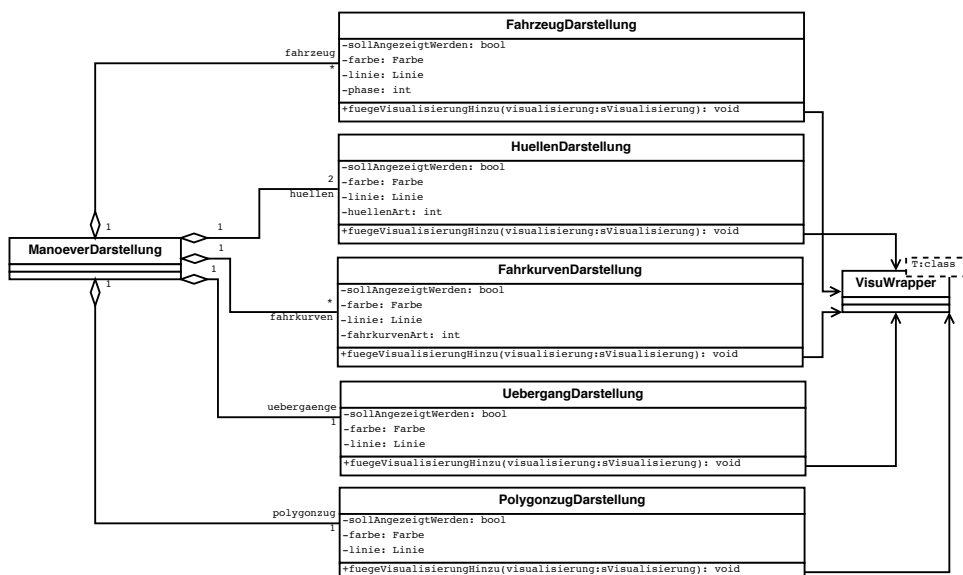 FahrzeugDarstellung
-sollAngezeigtWerden: bool
-farbe: Farbe
-linie: Linie
-phase: int
+fuegeVisualisierungHinzu(visualisierung:sVisualisierung): void
fahrzeug
*
HuellenDarstellung
-sollAngezeigtWerden: bool
-farbe: Farbe
-linie: Linie
-huellenArt: int
+fuegeVisualisierungHinzu(visualisierung:sVisualisierung): void
2
huellen
1
1
ManoeverDarstellung
1
1
1
FahrkurvenDarstellung
-sollAngezeigtWerden: bool
-farbe: Farbe
-linie: Linie
-fahrkurvenArt: int
+fuegeVisualisierungHinzu(visualisierung:sVisualisierung): void
*
fahrkurven
T:class
VisuWrapper
UebergangDarstellung
-sollAngezeigtWerden: bool
-farbe: Farbe
-linie: Linie
+fuegeVisualisierungHinzu(visualisierung:sVisualisierung): void
uebergaenge
1
PolygonzugDarstellung
-sollAngezeigtWerden: bool
-farbe: Farbe
-linie: Linie
+fuegeVisualisierungHinzu(visualisierung:sVisualisierung): void
polygonzug
1